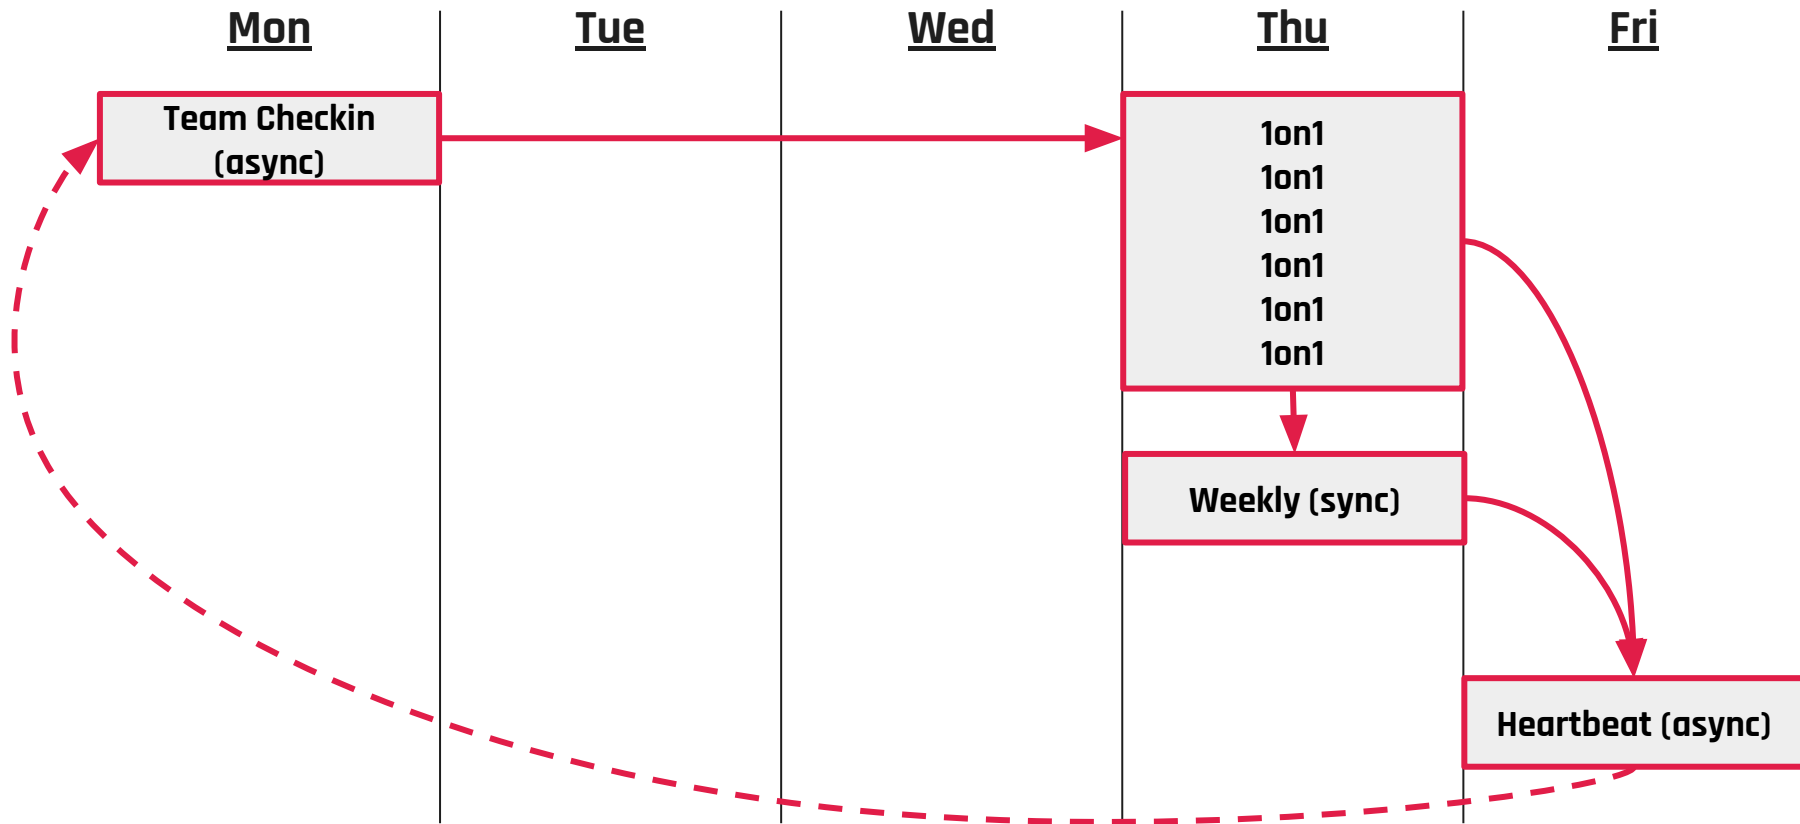 Mon
Tue
Wed
Thu
Fri
Team Checkin
(async)
1on1
1on1
1on1
1on1
1on1
1on1
Weekly (sync)
Heartbeat (async)